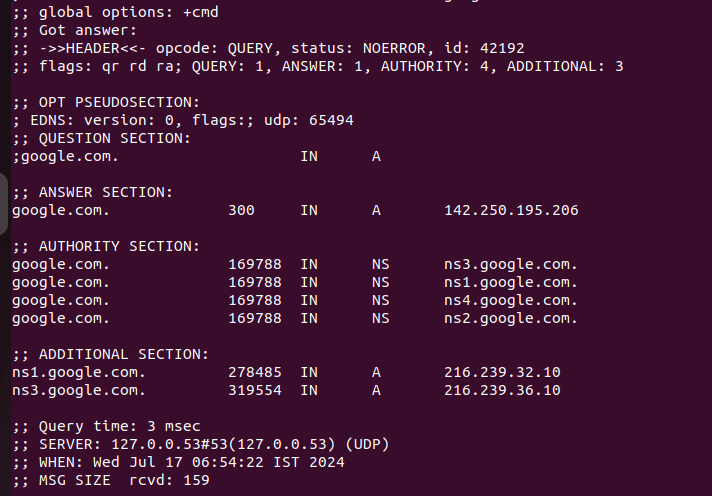 ;; global options: +cmd
;; Got answer:
;; ->>HEADER<<- opcode: QUERY, status: NOERROR, id: 42192
;; flags: qr rd ra; QUERY: 1, ANSWER: 1, AUTHORITY: 4, ADDITIONAL: 3

;; OPT PSEUDOSECTION:
; EDNS: version: 0, flags:; udp: 65494
;; QUESTION SECTION:
;google.com. IN A

;; ANSWER SECTION:
google.com. 300 IN A 142.250.195.206

;; AUTHORITY SECTION:
google.com. 169788 IN NS ns3.google.com.
google.com. 169788 IN NS ns1.google.com.
google.com. 169788 IN NS ns4.google.com.
google.com. 169788 IN NS ns2.google.com.

;; ADDITIONAL SECTION:
ns1.google.com. 278485 IN A 216.239.32.10
ns3.google.com. 319554 IN A 216.239.36.10

;; Query time: 3 msec
;; SERVER: 127.0.0.53#53(127.0.0.53) (UDP)
;; WHEN: Wed Jul 17 06:54:22 IST 2024
;; MSG SIZE rcvd: 159